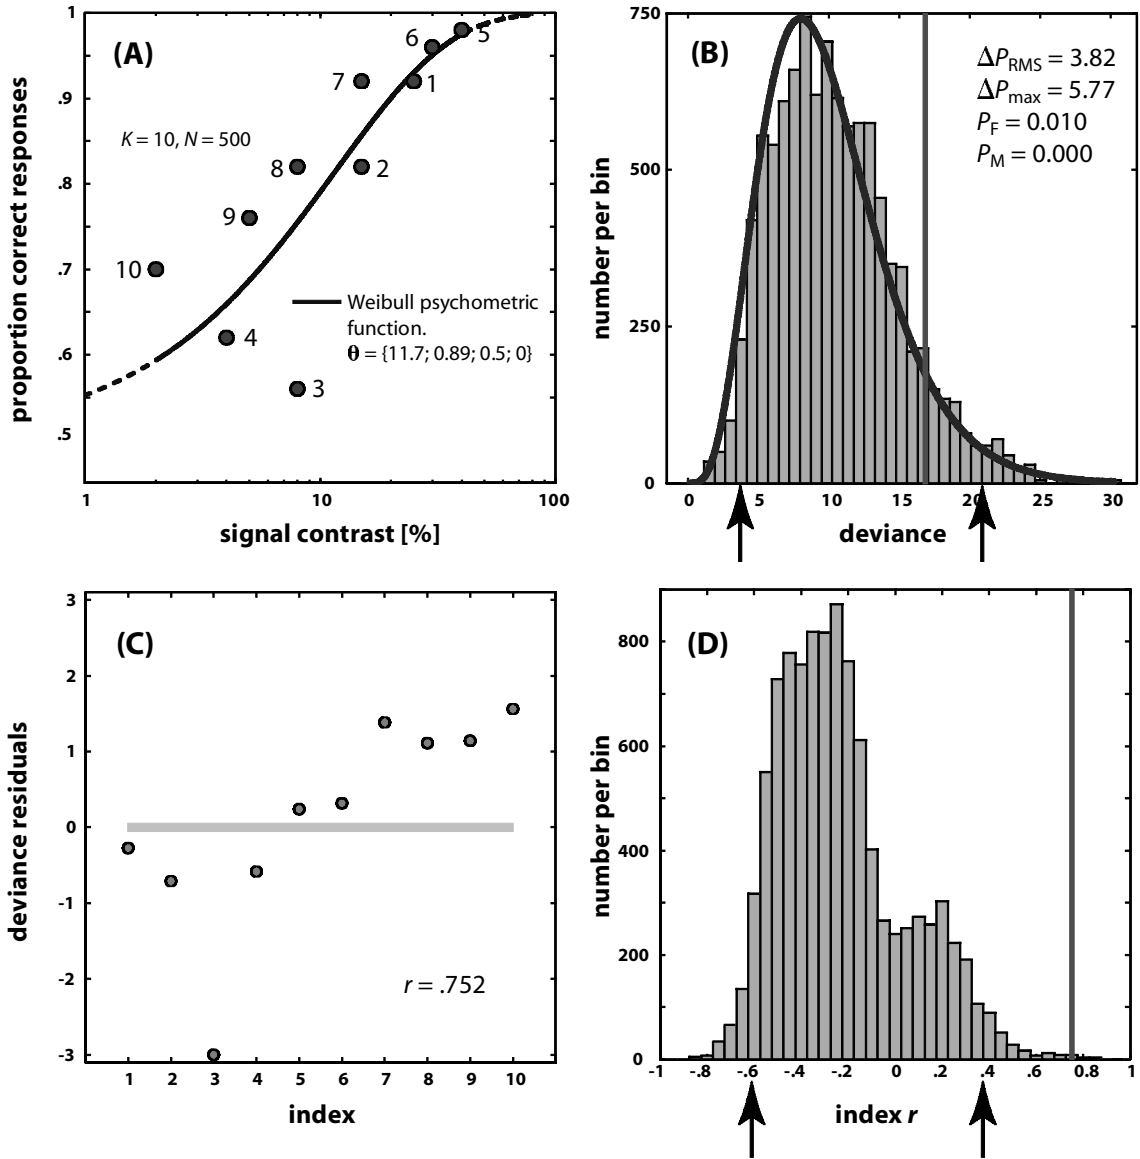 (A)
1
.9
.8
.7
.6
.5
proportion correct responses
K = 10, N = 500
6
5
7
1
8
2
9
10
4
3
Weibull psychometric
function.
θ = {11.7; 0.89; 0.5; 0}
1
10
100
signal contrast [%]
(B)
750
500
250
0
number per bin
ΔPRMS = 3.82
ΔPmax = 5.77
PF = 0.010
PM = 0.000
0
5
10
15
20
25
30
deviance
(C)
3
2
1
0
-1
-2
-3
deviance residuals
r = .752
1 2 3 4 5 6 7 8 9 10
index
(D)
800
600
400
200
0
number per bin
-1 -.8 -.6 -.4 -.2 0 .2 .4 .6 .8 1
index r